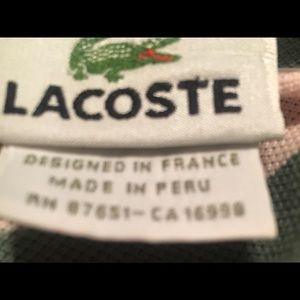 LACOSTE
DESIGNED IN FRANCE
MADE IN PERU
RN 87651-CA 16998